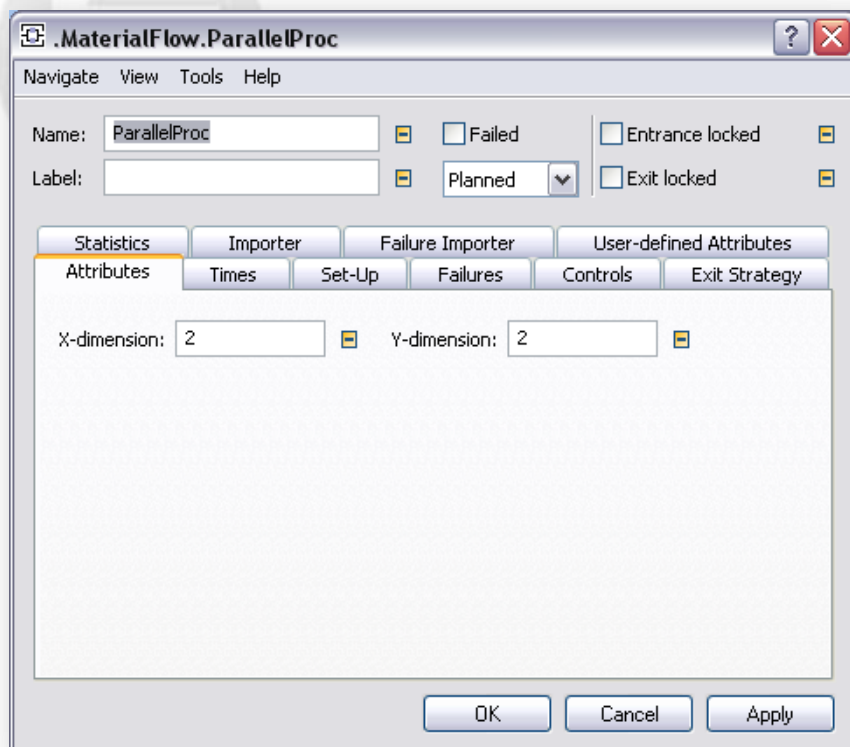 .MaterialFlow.ParallelProc ?
Navigate View Tools Help
Name: ParallelProc Failed Entrance locked
Label: Planned Exit locked
Statistics Importer Failure Importer User-defined Attributes
Attributes Times Set-Up Failures Controls Exit Strategy
X-dimension: 2 Y-dimension: 2
OK Cancel Apply